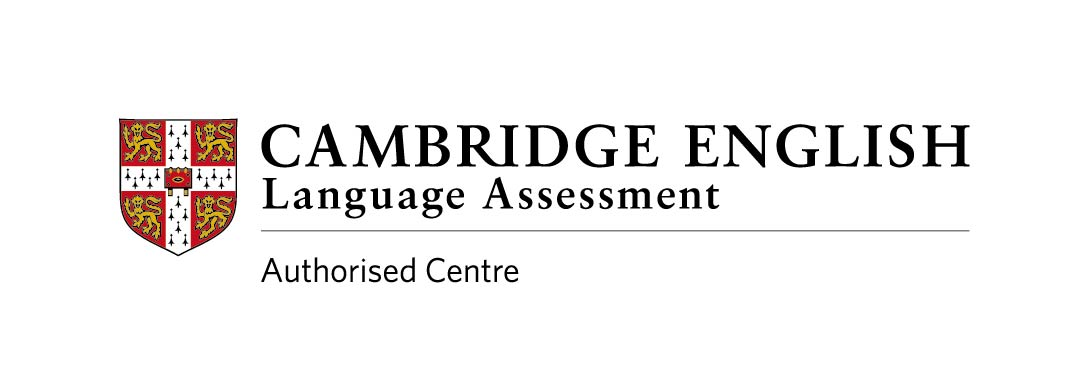 CAMBRIDGE ENGLISH
Language Assessment
Authorised Centre